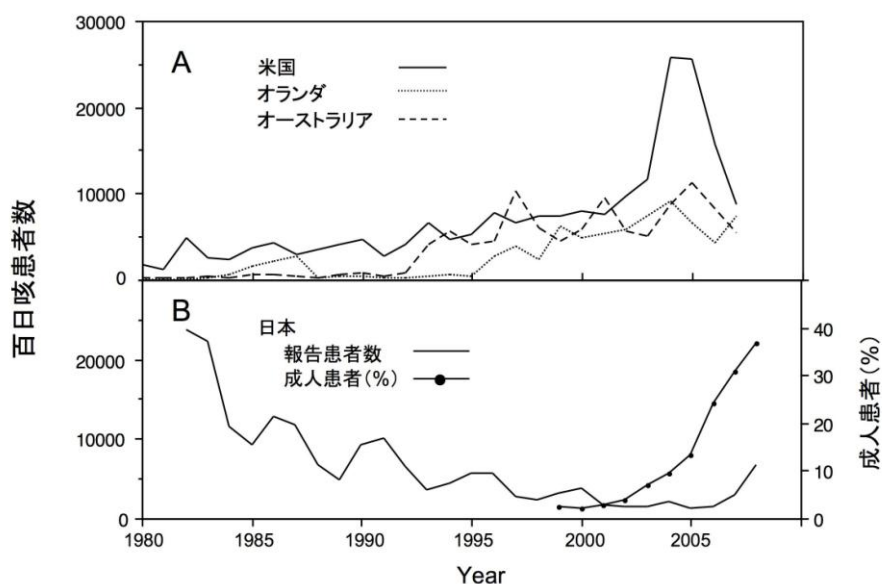 百日咳患者数
A
米国
オランダ
オーストラリア
30000
20000
10000
0
B
日本
報告患者数
成人患者(%)
20000
10000
0
40
30
20
10
0
成人患者(%)
1980 1985 1990 1995 2000 2005
Year